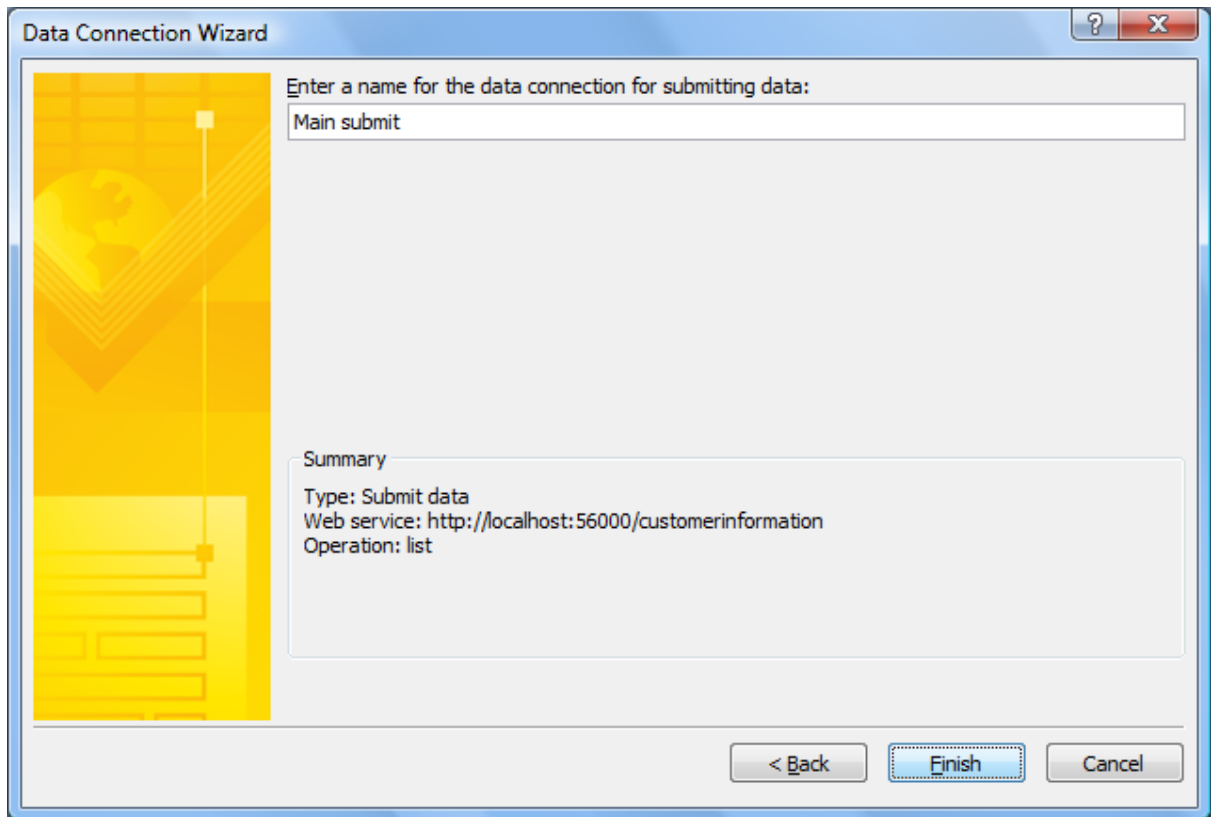 Data Connection Wizard
Enter a name for the data connection for submitting data:
Main submit
Summary
Type: Submit data
Web service: http://localhost:56000/customerinformation
Operation: list
< Back
Finish
Cancel